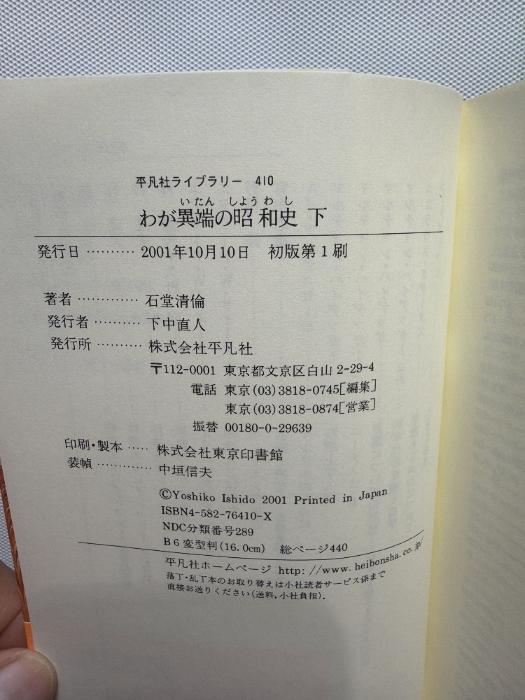 平凡社ライブラリー 410
いたん しようわ し
わが異端の昭和史 下
発行日………… 2001年10月10日 初版第1刷
著者…………… 石堂清倫
発行者………… 下中直人
発行所………… 株式会社平凡社
〒112-0001 東京都文京区白山2-29-4
電話 東京(03)3818-0745[編集]
東京(03)3818-0874[営業]
振替 00180-0-29639
印刷・製本…… 株式会社東京印書館
装幀…………… 中垣信夫
©Yoshiko Ishido 2001 Printed in Japan
ISBN4-582-76410-X
NDC分類番号289
B6変型判(16.0cm) 総ページ440
平凡社ホームページ http://www.heibonsha.co.jp/
落丁・乱丁本のお取り替えは小社読者サービス係まで
直接お送りください(送料、小社負担).